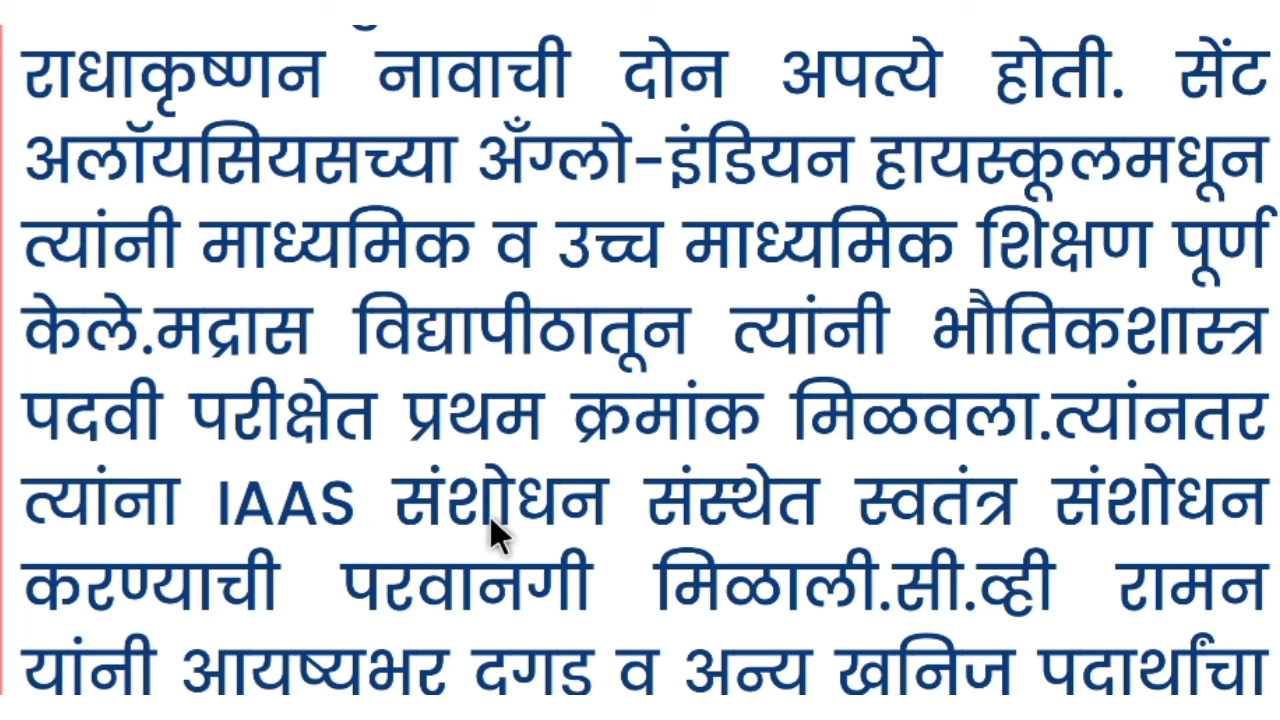 राधाकृष्णन नावाची दोन अपत्ये होती. सेंट
अलॉयसियसच्या अँग्लो-इंडियन हायस्कूलमधून
त्यांनी माध्यमिक व उच्च माध्यमिक शिक्षण पूर्ण
केले.मद्रास विद्यापीठातून त्यांनी भौतिकशास्त्र
पदवी परीक्षेत प्रथम क्रमांक मिळवला.त्यांनतर
त्यांना IAAS संशोधन संस्थेत स्वतंत्र संशोधन
करण्याची परवानगी मिळाली.सी.व्ही रामन
यांनी आयुष्यभर दगड व अन्य खनिज पदार्थांचा